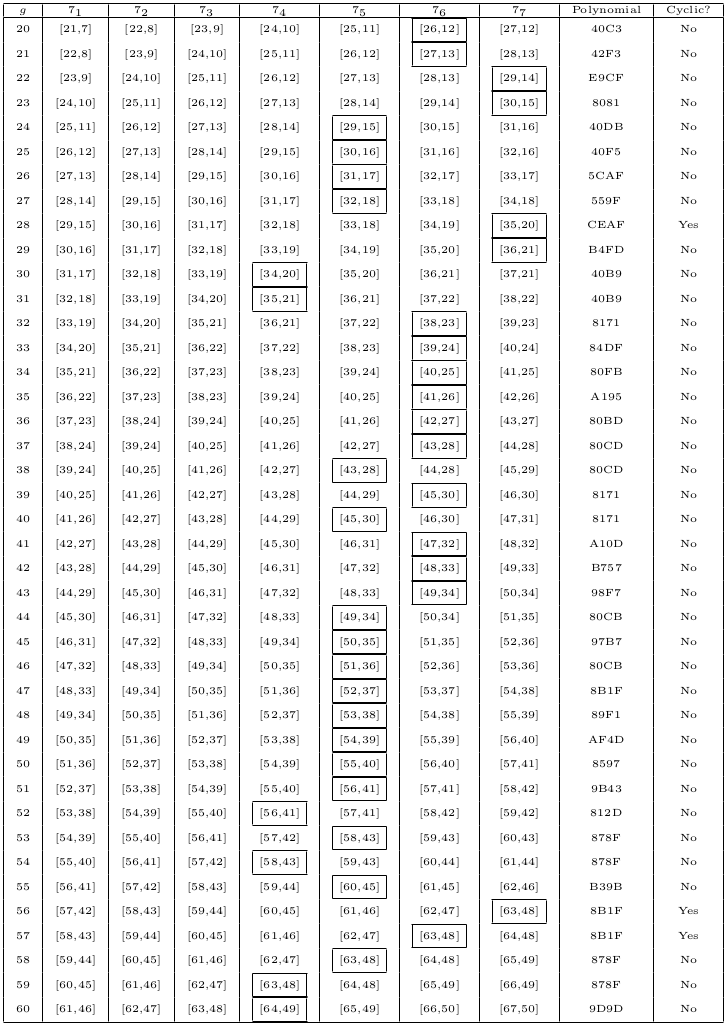 g 7₁ 7₂ 7₃ 7₄ 7₅ 7₆ 7₇ Polynomial Cyclic?
20 [21,7] [22,8] [23,9] [24,10] [25,11] [26,12] [27,12] 40C3 No
21 [22,8] [23,9] [24,10] [25,11] [26,12] [27,13] [28,13] 42F3 No
22 [23,9] [24,10] [25,11] [26,12] [27,13] [28,13] [29,14] E9CF No
23 [24,10] [25,11] [26,12] [27,13] [28,14] [29,14] [30,15] 8081 No
24 [25,11] [26,12] [27,13] [28,14] [29,15] [30,15] [31,16] 40DB No
25 [26,12] [27,13] [28,14] [29,15] [30,16] [31,16] [32,16] 40F5 No
26 [27,13] [28,14] [29,15] [30,16] [31,17] [32,17] [33,17] 5CAF No
27 [28,14] [29,15] [30,16] [31,17] [32,18] [33,18] [34,18] 559F No
28 [29,15] [30,16] [31,17] [32,18] [33,18] [34,19] [35,20] CEAF Yes
29 [30,16] [31,17] [32,18] [33,19] [34,19] [35,20] [36,21] B4FD No
30 [31,17] [32,18] [33,19] [34,20] [35,20] [36,21] [37,21] 40B9 No
31 [32,18] [33,19] [34,20] [35,21] [36,21] [37,22] [38,22] 40B9 No
32 [33,19] [34,20] [35,21] [36,21] [37,22] [38,23] [39,23] 8171 No
33 [34,20] [35,21] [36,22] [37,22] [38,23] [39,24] [40,24] 84DF No
34 [35,21] [36,22] [37,23] [38,23] [39,24] [40,25] [41,25] 80FB No
35 [36,22] [37,23] [38,23] [39,24] [40,25] [41,26] [42,26] A195 No
36 [37,23] [38,24] [39,24] [40,25] [41,26] [42,27] [43,27] 80BD No
37 [38,24] [39,24] [40,25] [41,26] [42,27] [43,28] [44,28] 80CD No
38 [39,24] [40,25] [41,26] [42,27] [43,28] [44,28] [45,29] 80CD No
39 [40,25] [41,26] [42,27] [43,28] [44,29] [45,30] [46,30] 8171 No
40 [41,26] [42,27] [43,28] [44,29] [45,30] [46,30] [47,31] 8171 No
41 [42,27] [43,28] [44,29] [45,30] [46,31] [47,32] [48,32] A10D No
42 [43,28] [44,29] [45,30] [46,31] [47,32] [48,33] [49,33] B757 No
43 [44,29] [45,30] [46,31] [47,32] [48,33] [49,34] [50,34] 98F7 No
44 [45,30] [46,31] [47,32] [48,33] [49,34] [50,34] [51,35] 80CB No
45 [46,31] [47,32] [48,33] [49,34] [50,35] [51,35] [52,36] 97B7 No
46 [47,32] [48,33] [49,34] [50,35] [51,36] [52,36] [53,36] 80CB No
47 [48,33] [49,34] [50,35] [51,36] [52,37] [53,37] [54,38] 8B1F No
48 [49,34] [50,35] [51,36] [52,37] [53,38] [54,38] [55,39] 89F1 No
49 [50,35] [51,36] [52,37] [53,38] [54,39] [55,39] [56,40] AF4D No
50 [51,36] [52,37] [53,38] [54,39] [55,40] [56,40] [57,41] 8597 No
51 [52,37] [53,38] [54,39] [55,40] [56,41] [57,41] [58,42] 9B43 No
52 [53,38] [54,39] [55,40] [56,41] [57,41] [58,42] [59,42] 812D No
53 [54,39] [55,40] [56,41] [57,42] [58,43] [59,43] [60,43] 878F No
54 [55,40] [56,41] [57,42] [58,43] [59,43] [60,44] [61,44] 878F No
55 [56,41] [57,42] [58,43] [59,44] [60,45] [61,45] [62,46] B39B No
56 [57,42] [58,43] [59,44] [60,45] [61,46] [62,47] [63,48] 8B1F Yes
57 [58,43] [59,44] [60,45] [61,46] [62,47] [63,48] [64,48] 8B1F Yes
58 [59,44] [60,45] [61,46] [62,47] [63,48] [64,48] [65,49] 878F No
59 [60,45] [61,46] [62,47] [63,48] [64,48] [65,49] [66,49] 878F No
60 [61,46] [62,47] [63,48] [64,49] [65,49] [66,50] [67,50] 9D9D No